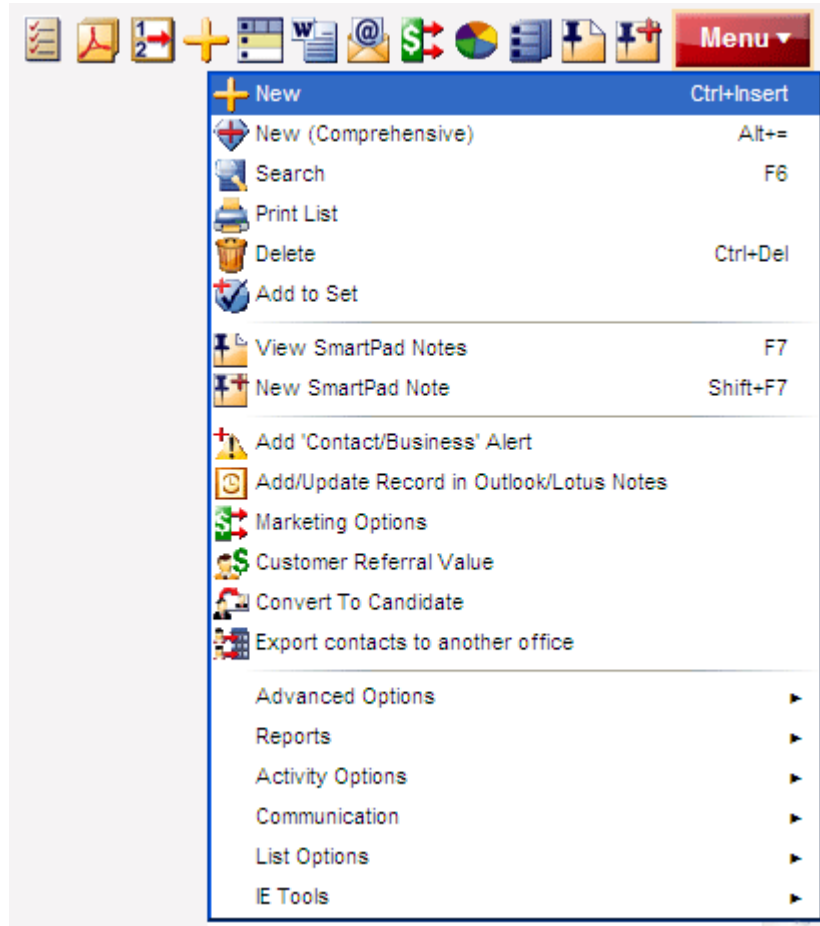 Menu
New Ctrl+Insert
New (Comprehensive) Alt+=
Search F6
Print List
Delete Ctrl+Del
Add to Set
View SmartPad Notes F7
New SmartPad Note Shift+F7
Add 'Contact/Business' Alert
Add/Update Record in Outlook/Lotus Notes
Marketing Options
Customer Referral Value
Convert To Candidate
Export contacts to another office
Advanced Options
Reports
Activity Options
Communication
List Options
IE Tools